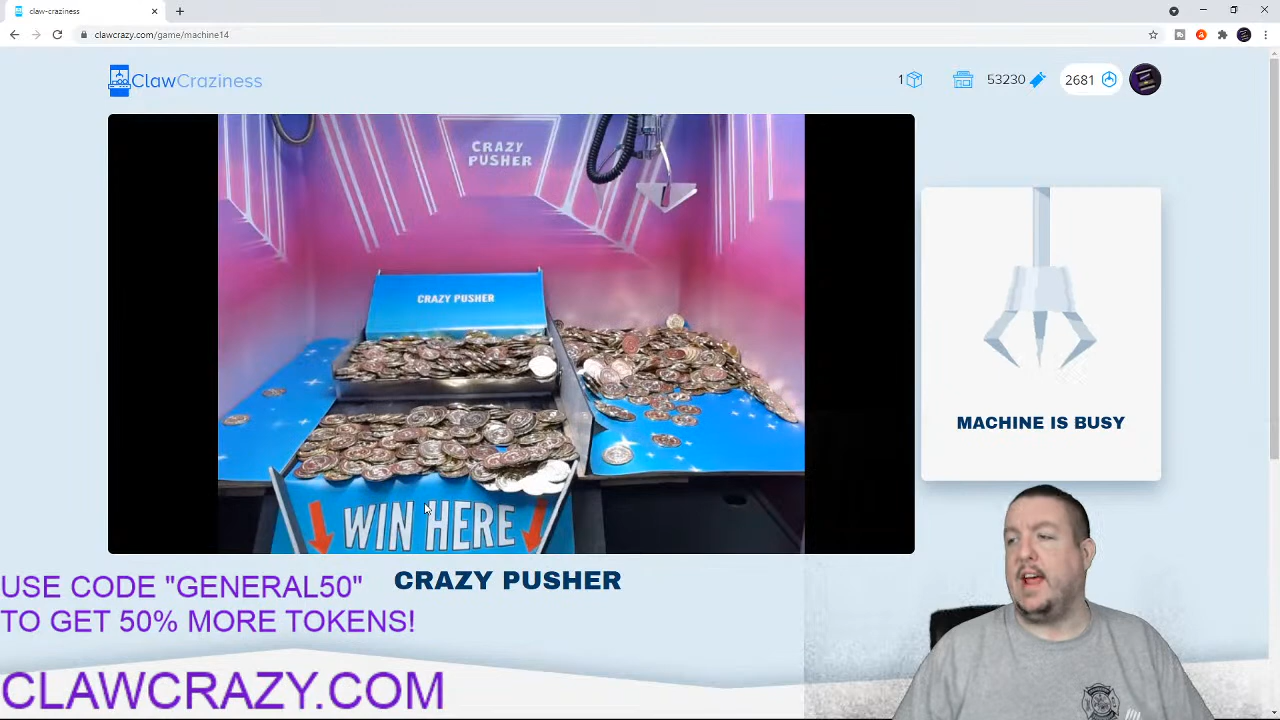 claw-craziness
clawcrazy.com/game/machine14
ClawCraziness
1
53230
2681
CRAZY
PUSHER
CRAZY PUSHER
WIN HERE
MACHINE IS BUSY
CRAZY PUSHER
USE CODE "GENERAL50"
TO GET 50% MORE TOKENS!
CLAWCRAZY.COM